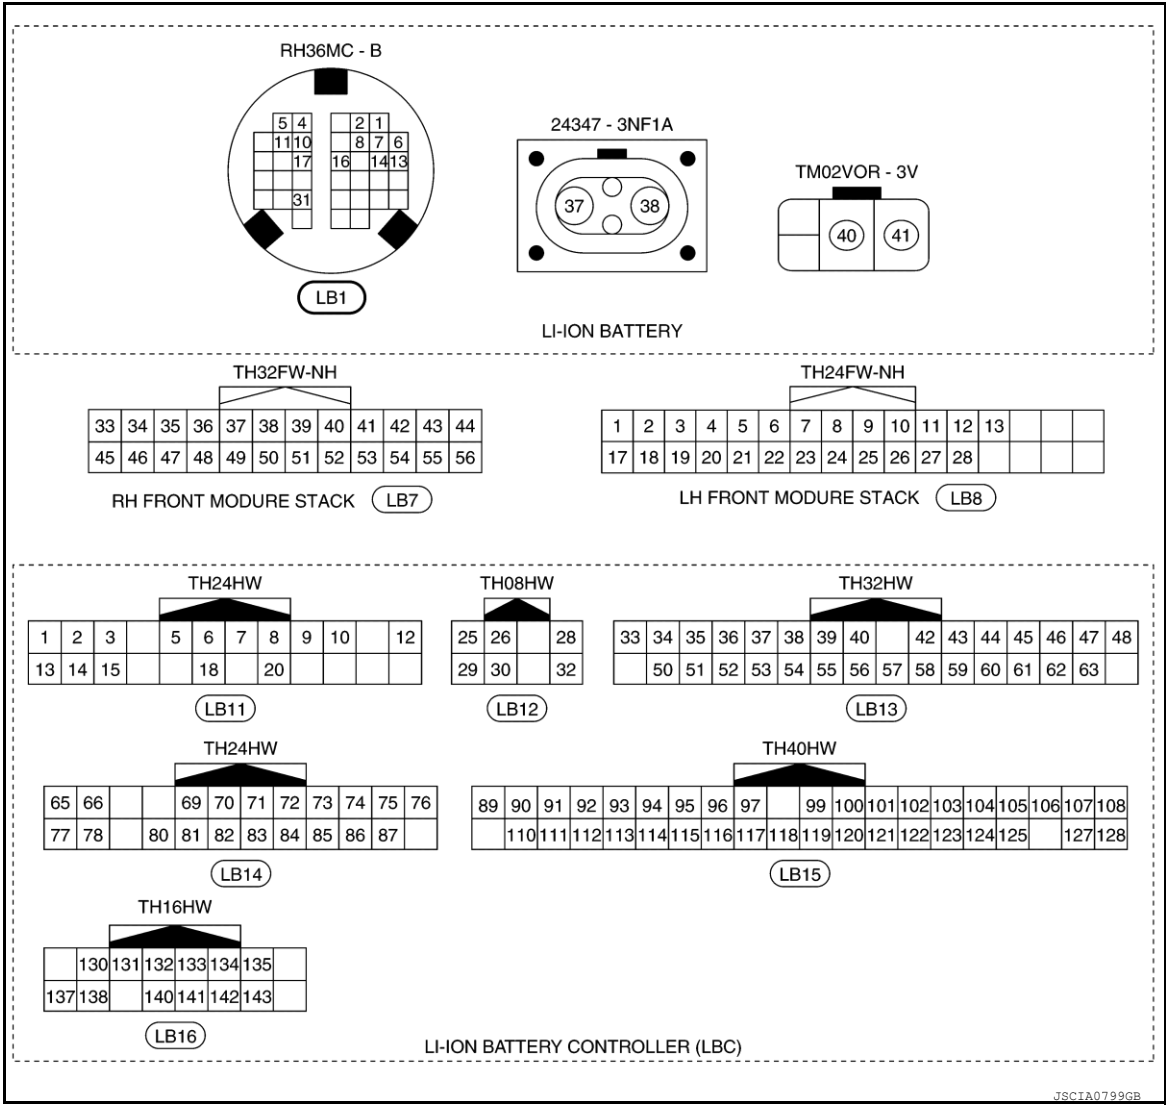 RH36MC - B
5 4 2 1
11 10 8 7 6
17 16 14 13
31
LB1
24347 - 3NF1A
37 38
TM02VOR - 3V
40 41
LI-ION BATTERY
TH32FW-NH
33 34 35 36 37 38 39 40 41 42 43 44
45 46 47 48 49 50 51 52 53 54 55 56
RH FRONT MODURE STACK LB7
TH24FW-NH
1 2 3 4 5 6 7 8 9 10 11 12 13
17 18 19 20 21 22 23 24 25 26 27 28
LH FRONT MODURE STACK LB8
TH24HW
1 2 3 5 6 7 8 9 10 12
13 14 15 18 20
LB11
TH08HW
25 26 28
29 30 32
LB12
TH32HW
33 34 35 36 37 38 39 40 42 43 44 45 46 47 48
50 51 52 53 54 55 56 57 58 59 60 61 62 63
LB13
TH24HW
65 66 69 70 71 72 73 74 75 76
77 78 80 81 82 83 84 85 86 87
LB14
TH40HW
89 90 91 92 93 94 95 96 97 99 100 101 102 103 104 105 106 107 108
110 111 112 113 114 115 116 117 118 119 120 121 122 123 124 125 127 128
LB15
TH16HW
130 131 132 133 134 135
137 138 140 141 142 143
LB16
LI-ION BATTERY CONTROLLER (LBC)
JSCIA0799GB